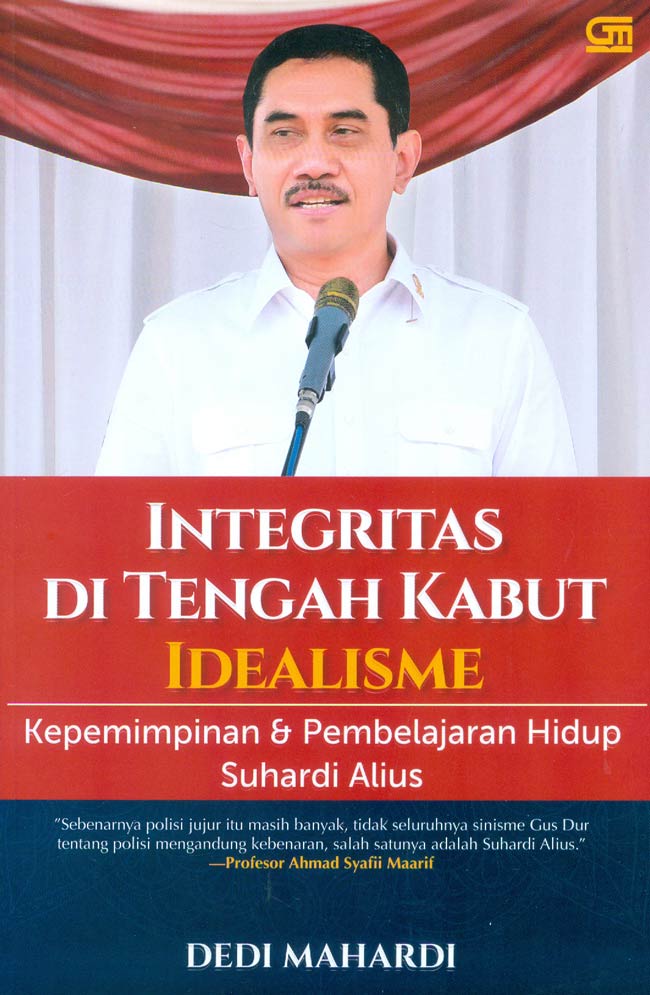 GM
INTEGRITAS
DI TENGAH KABUT
IDEALISME
Kepemimpinan & Pembelajaran Hidup
Suhardi Alius
”Sebenarnya polisi jujur itu masih banyak, tidak seluruhnya sinisme Gus Dur
tentang polisi mengandung kebenaran, salah satunya adalah Suhardi Alius.”
—Profesor Ahmad Syafii Maarif
DEDI MAHARDI